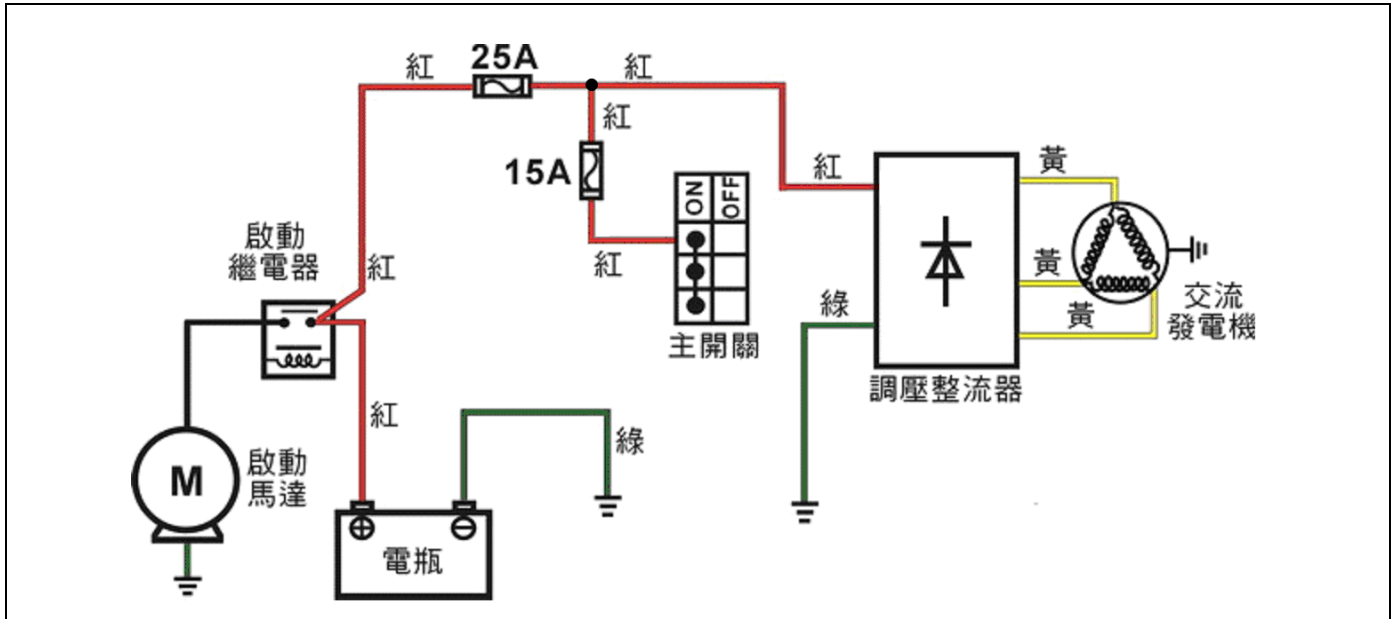 25A
紅
紅
紅
15A
ON
OFF
紅
紅
黃
啟動
繼電器
紅
黃
綠
黃
交流
發電機
主開關
調壓整流器
紅
綠
M
啟動
馬達
電瓶